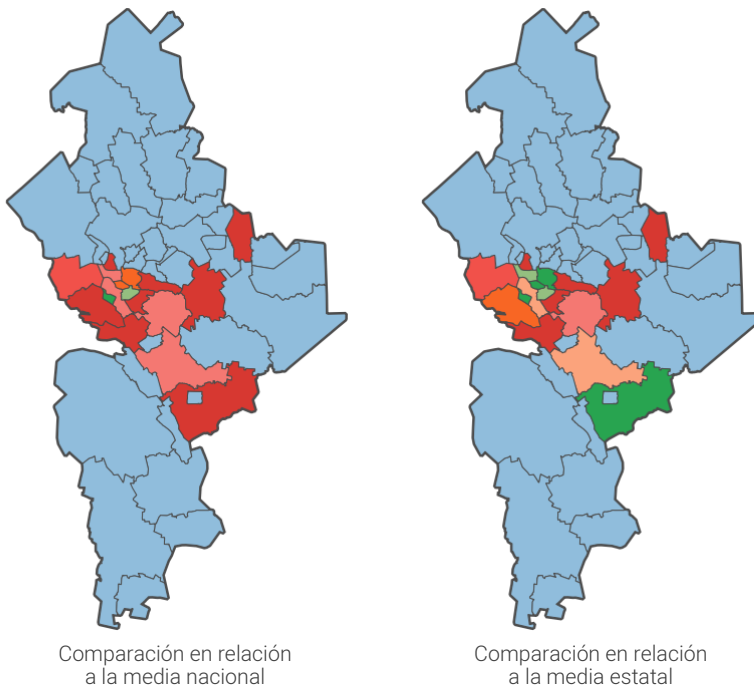 Comparación en relación
a la media nacional
Comparación en relación
a la media estatal